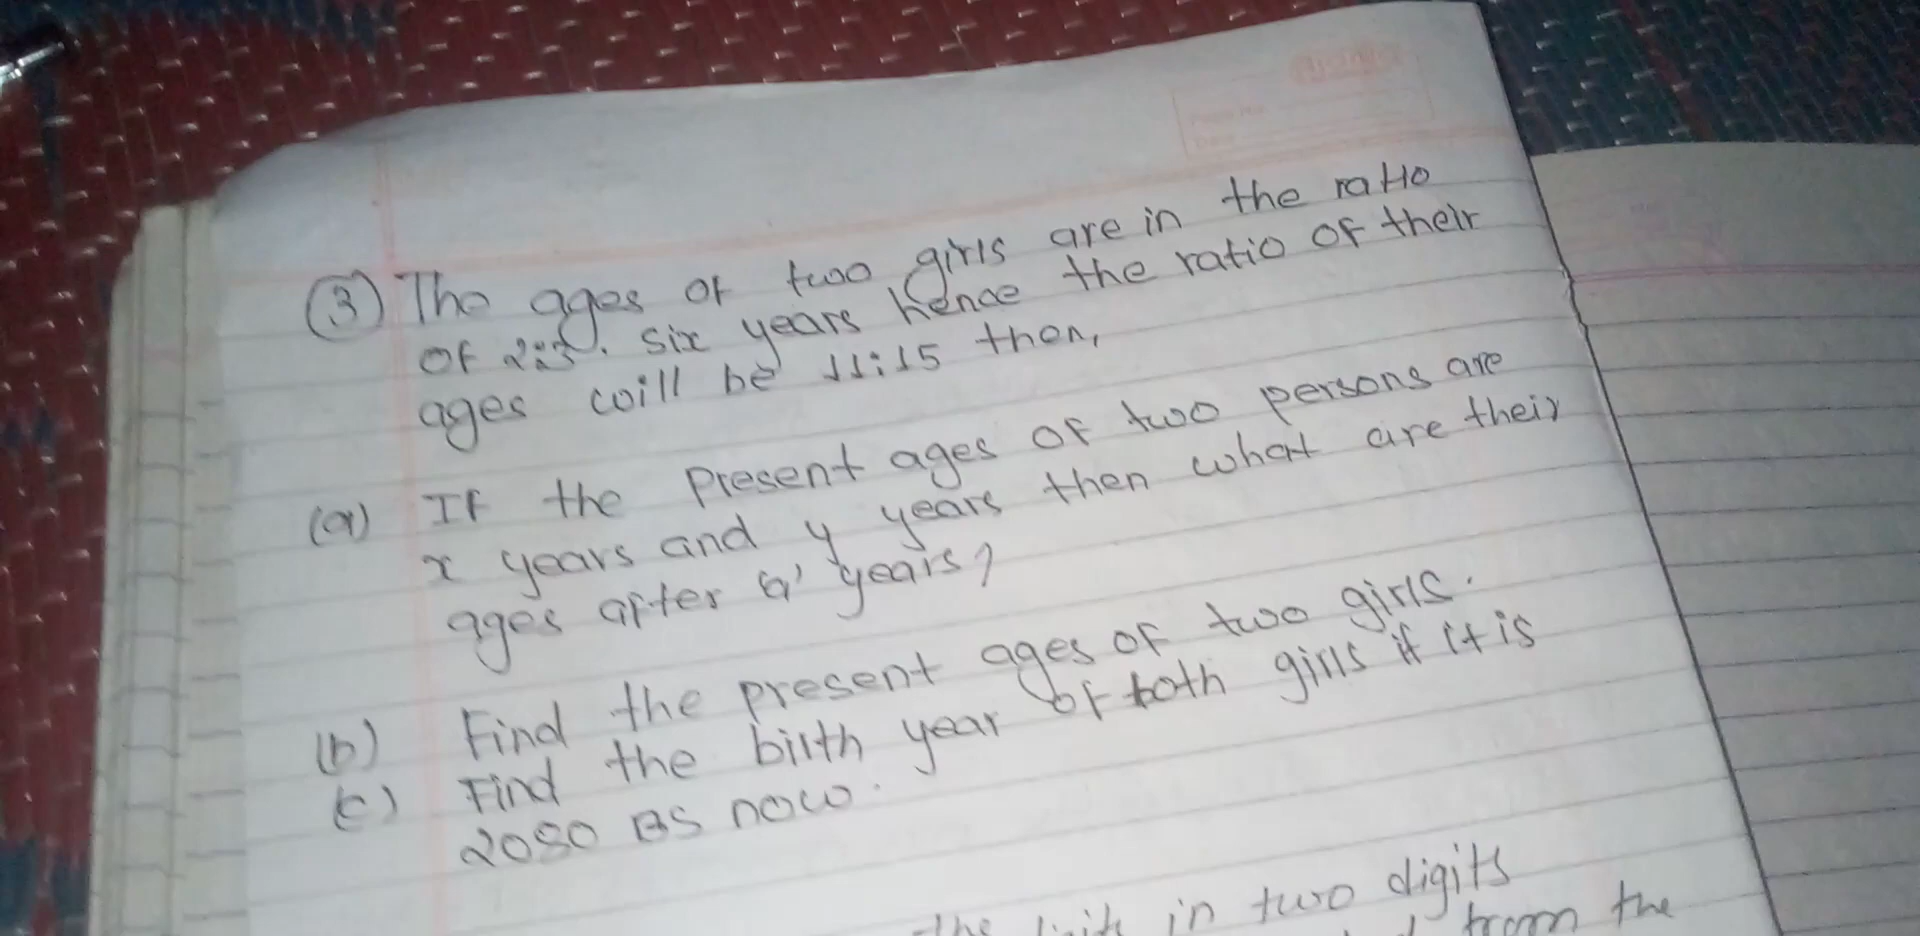 (3) The ages of two girls are in the ratio
of 2:3. Six years hence the ratio of their
ages will be 11:15 then,
(a) If the present ages of two persons are
x years and y years then what are their
ages after 'a' years?
(b) Find the present ages of two girls.
(c) Find the birth year of both girls if it is
2080 BS now.
the in two digits
from the